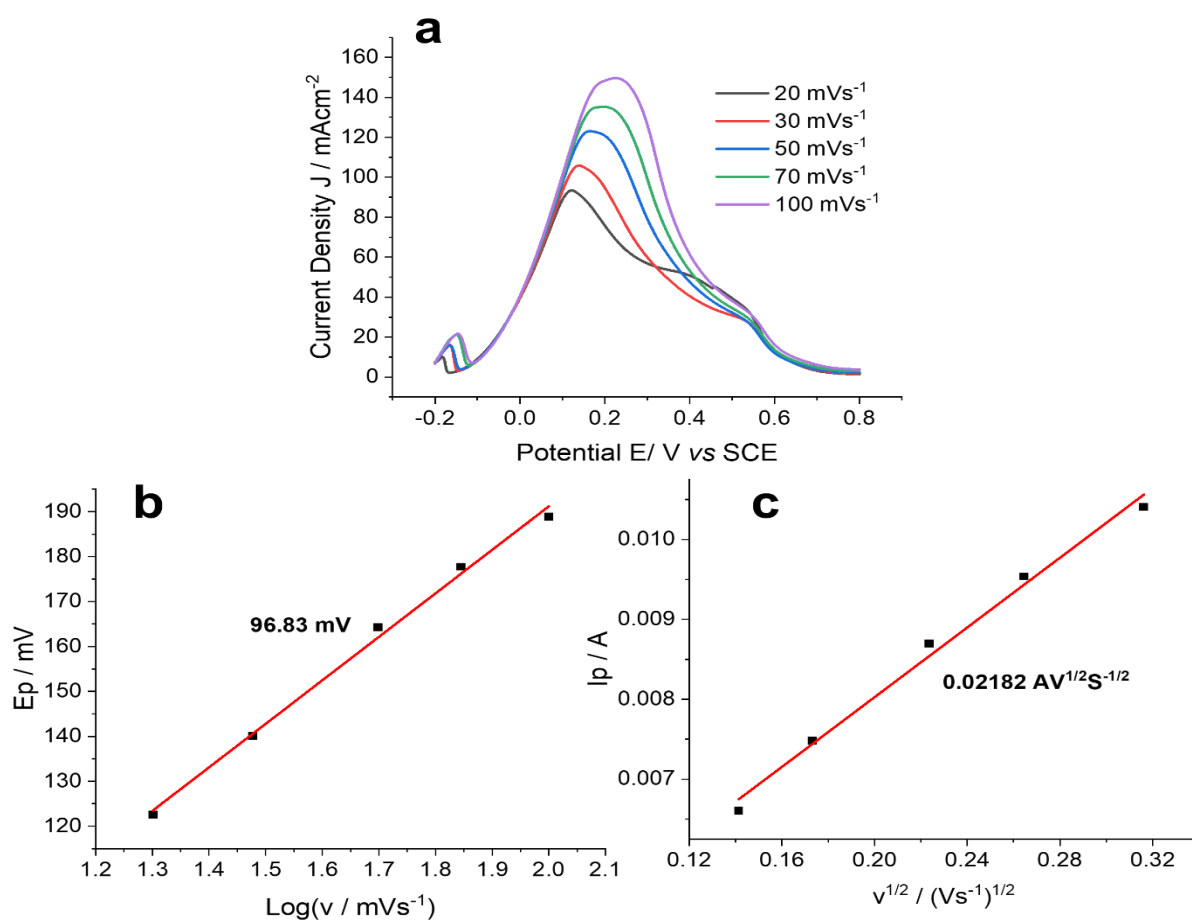 a
160
140
120
100
80
60
40
20
0
Current Density J / mAcm⁻²
20 mVs⁻¹
30 mVs⁻¹
50 mVs⁻¹
70 mVs⁻¹
100 mVs⁻¹
-0.2 0.0 0.2 0.4 0.6 0.8
Potential E/ V vs SCE
b
190
180
170
160
150
140
130
120
Ep / mV
96.83 mV
1.2 1.3 1.4 1.5 1.6 1.7 1.8 1.9 2.0 2.1
Log(v / mVs⁻¹)
c
0.010
0.009
0.008
0.007
Ip / A
0.02182 AV¹/²S⁻¹/²
0.12 0.16 0.20 0.24 0.28 0.32
v¹/² / (Vs⁻¹)¹/²